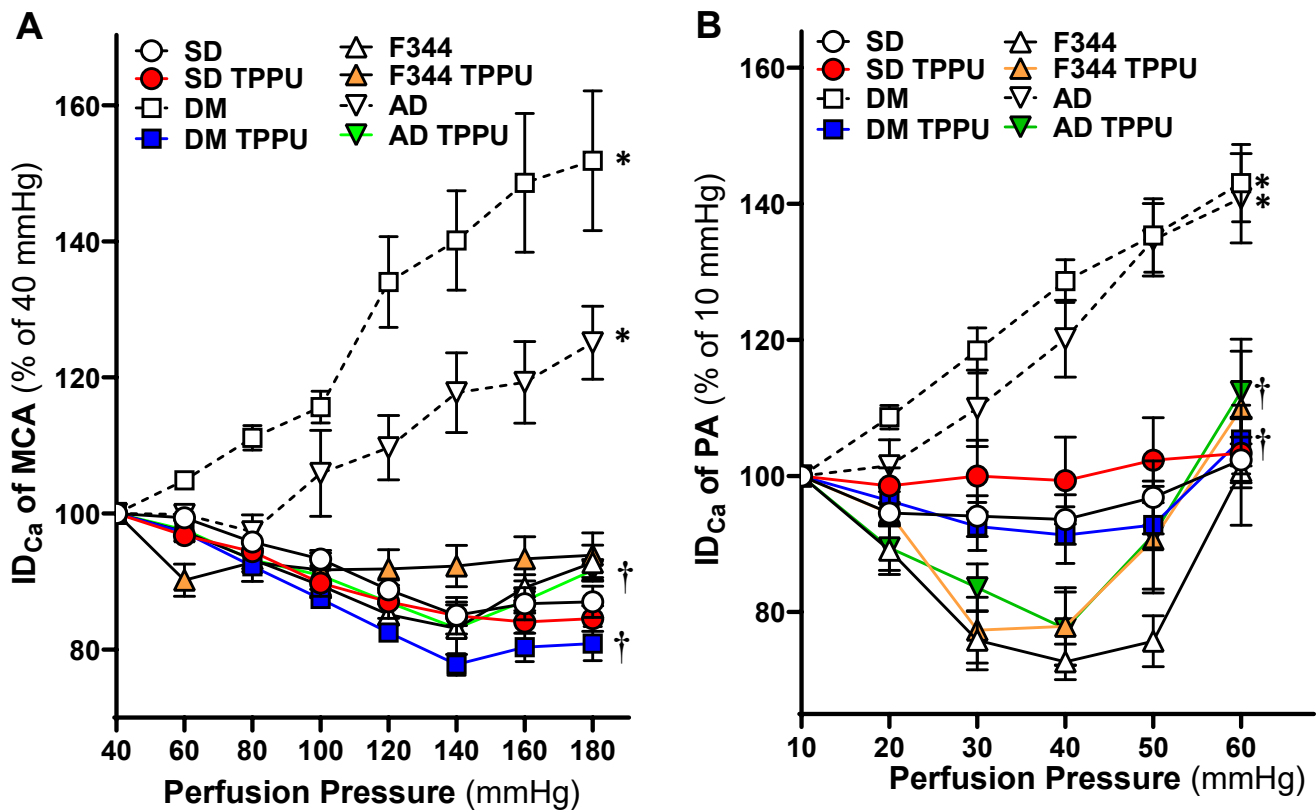 A
SD
SD TPPU
DM
DM TPPU
F344
F344 TPPU
AD
AD TPPU
160
140
120
100
80
*
*
†
†
40 60 80 100 120 140 160 180
ID_Ca of MCA (% of 40 mmHg)
Perfusion Pressure (mmHg)
B
SD
SD TPPU
DM
DM TPPU
F344
F344 TPPU
AD
AD TPPU
160
140
120
100
80
*
*
†
†
10 20 30 40 50 60
ID_Ca of PA (% of 10 mmHg)
Perfusion Pressure (mmHg)